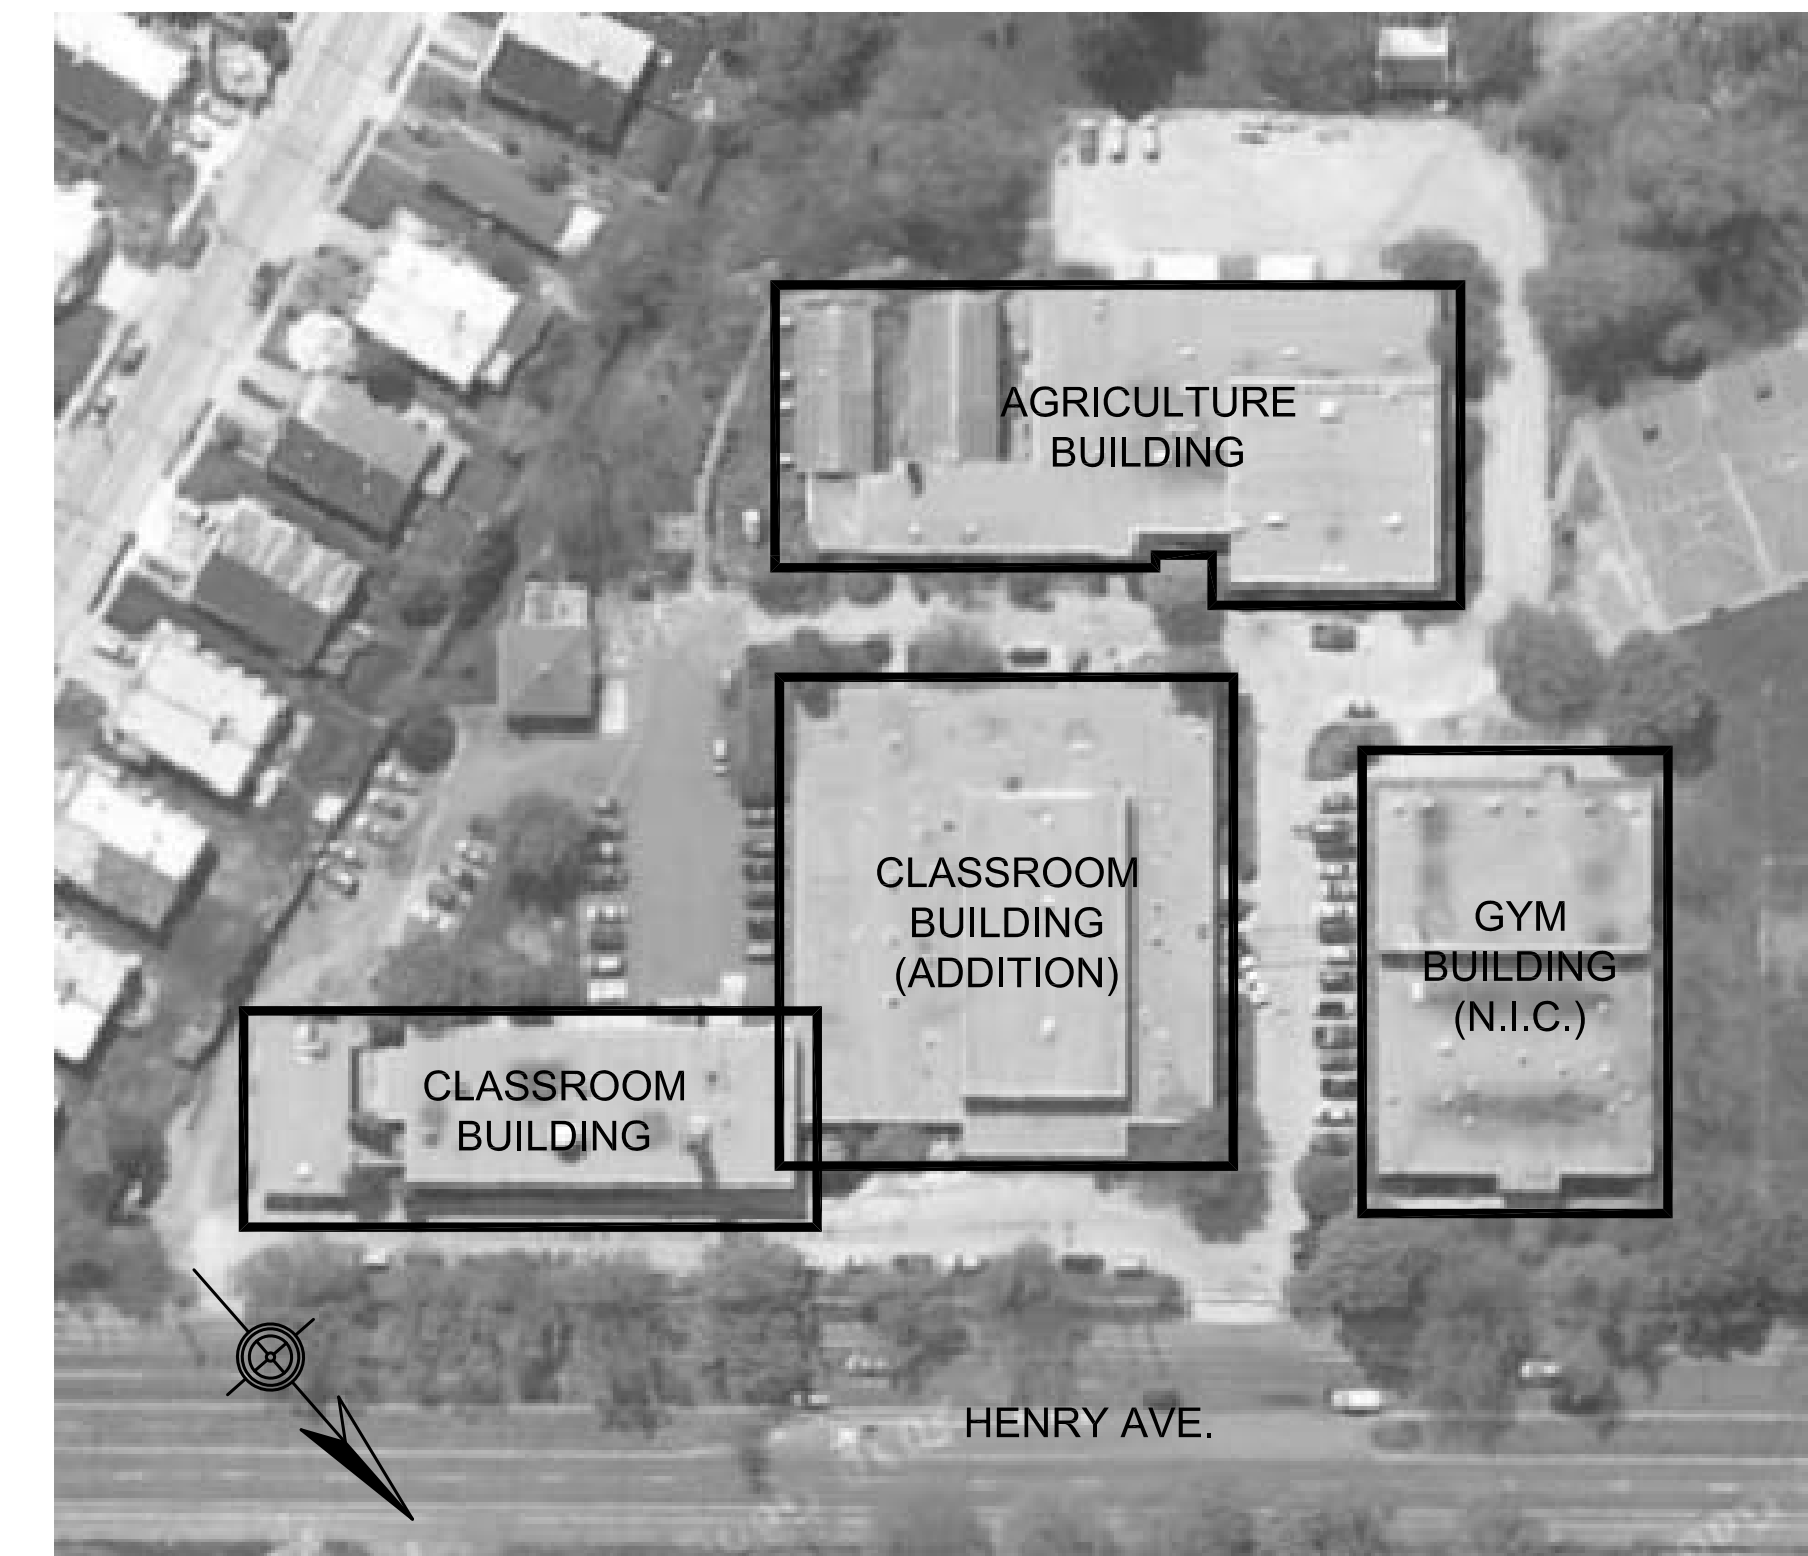 AGRICULTURE
BUILDING
CLASSROOM
BUILDING
(ADDITION)
GYM
BUILDING
(N.I.C.)
CLASSROOM
BUILDING
HENRY AVE.